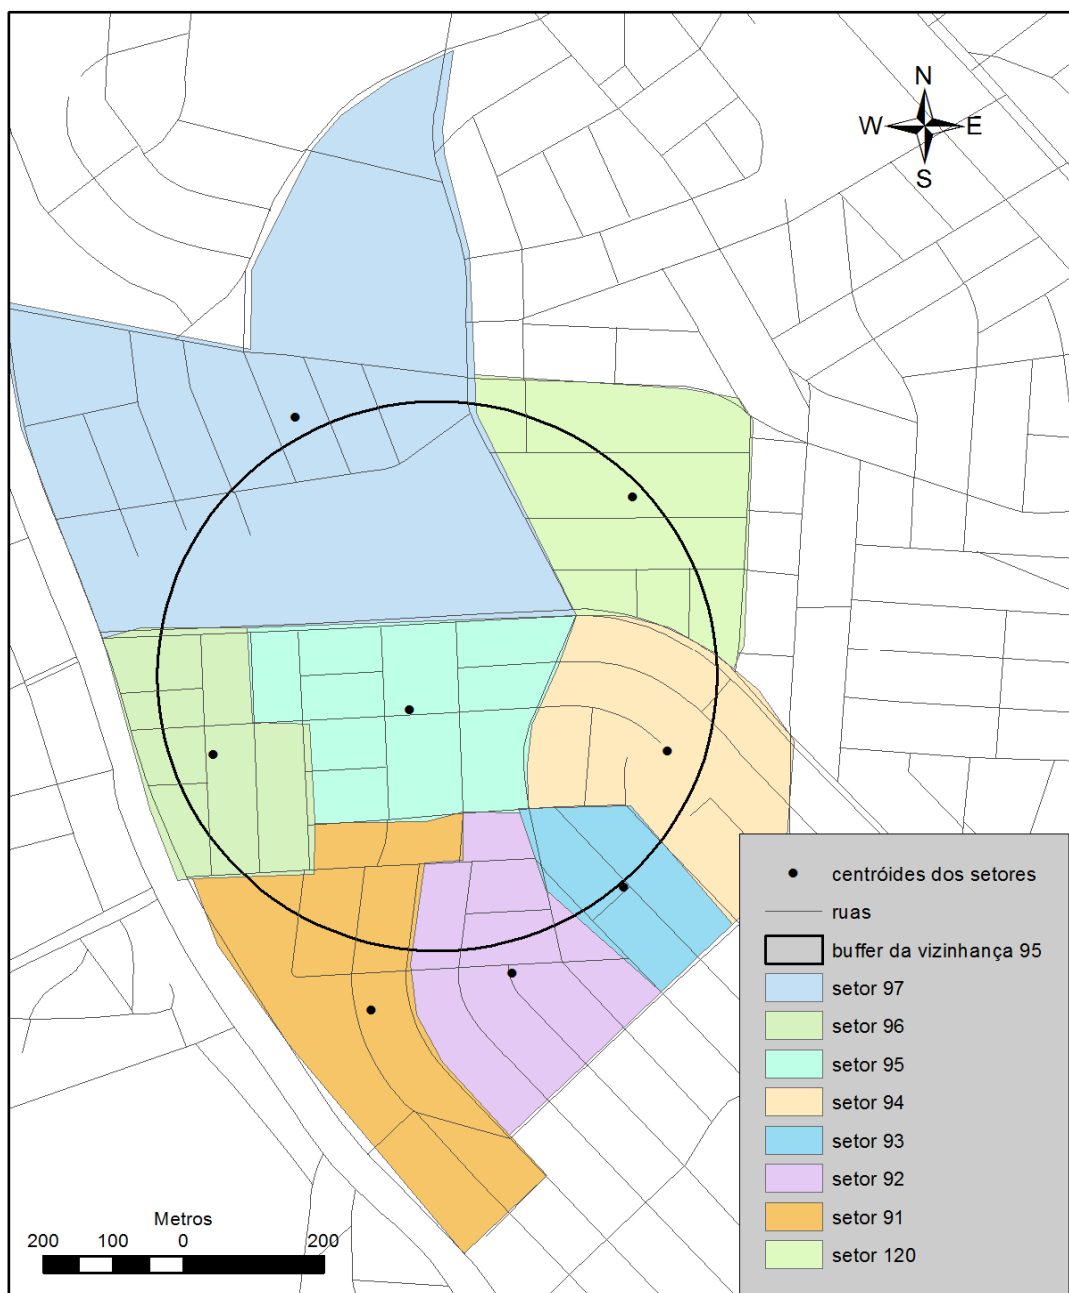 N
W E
S
centróides dos setores
ruas
buffer da vizinhança 95
setor 97
setor 96
setor 95
setor 94
setor 93
setor 92
setor 91
setor 120
Metros
200 100 0 200